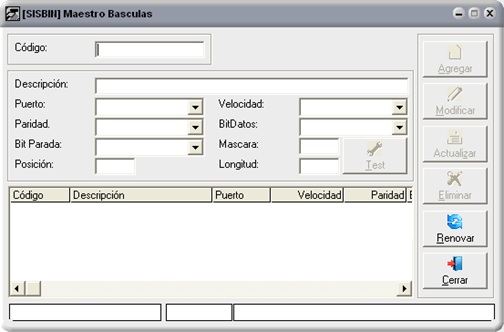 [SISBIN] Maestro Basculas
Código:
Descripción:
Puerto: Velocidad:
Paridad. BitDatos:
Bit Parada: Mascara:
Posición: Longitud: Test
Código Descripción Puerto Velocidad Paridad E
Agregar
Modificar
Actualizar
Eliminar
Renovar
Cerrar